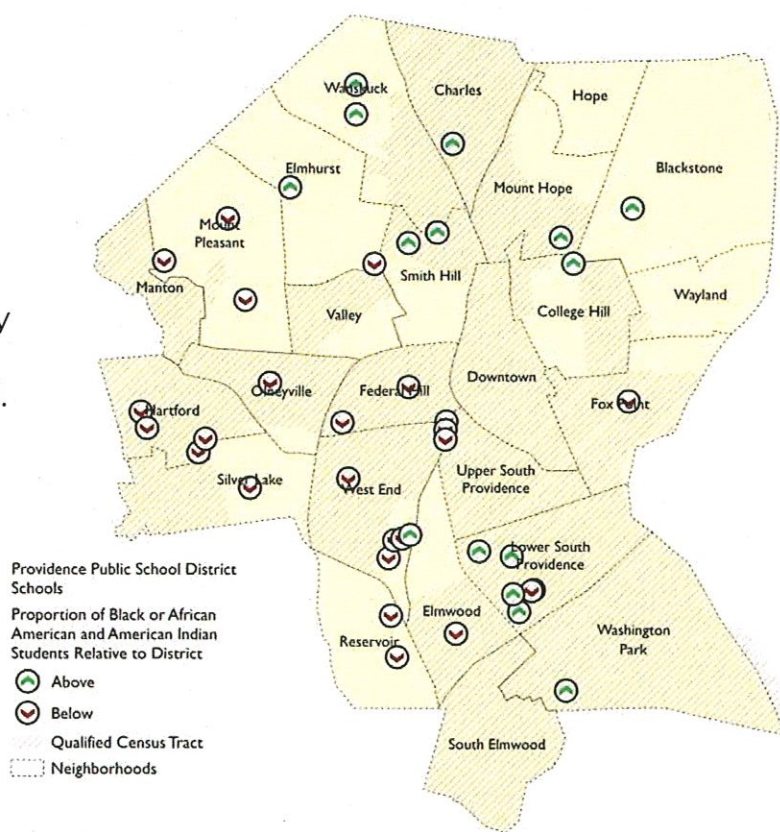 Wanskuck
Charles
Hope
Elmhurst
Blackstone
Mount Hope
Mount
Pleasant
Manton
Smith Hill
Wayland
y
Valley
College Hill
Downtown
Olneyville
Federal Hill
.
Hartford
Fox Point
Silver Lake
West End
Upper South
Providence
Lower South
Providence
Elmwood
Reservoir
Washington
Park
South Elmwood
Providence Public School District
Schools
Proportion of Black or African
American and American Indian
Students Relative to District
Above
Below
Qualified Census Tract
Neighborhoods